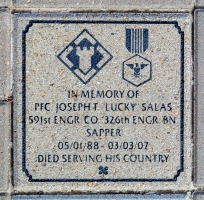 IN MEMORY OF
PFC JOSEPH T. LUCKY SALAS
591st ENGR CO 326th ENGR BN
SAPPER
05/01/88 - 03/03/07
DIED SERVING HIS COUNTRY